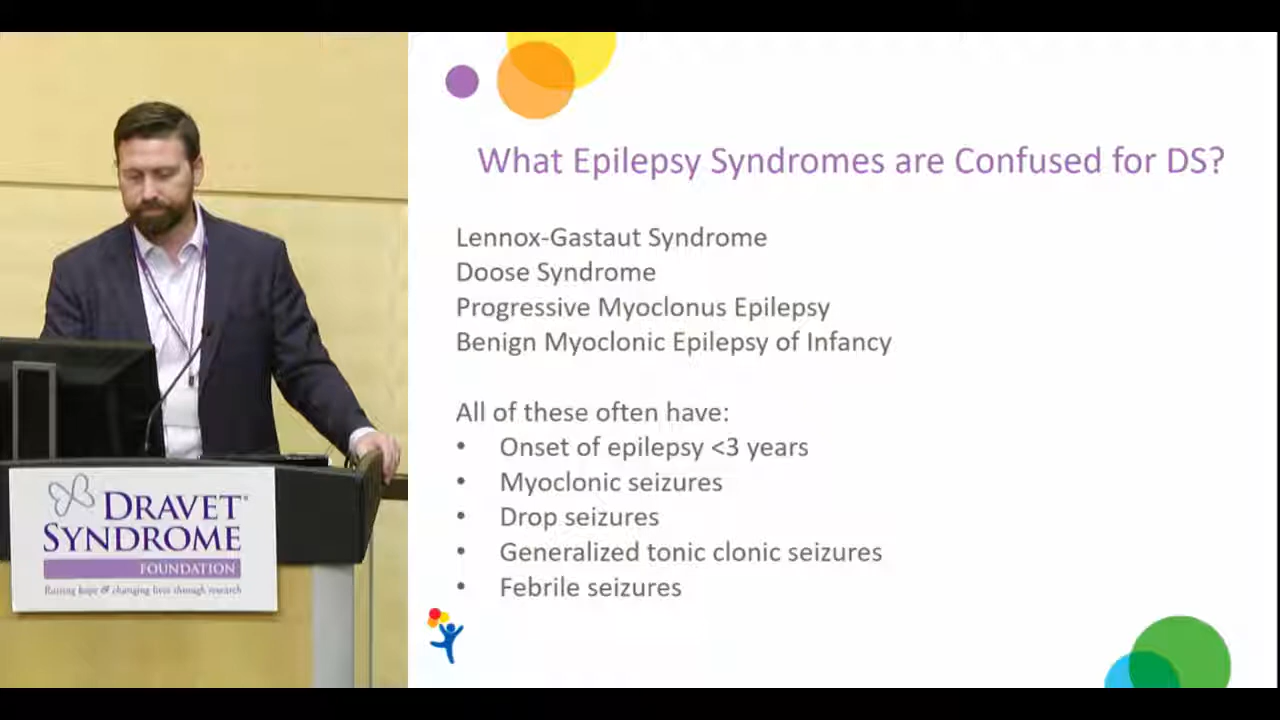 What Epilepsy Syndromes are Confused for DS?
Lennox-Gastaut Syndrome
Doose Syndrome
Progressive Myoclonus Epilepsy
Benign Myoclonic Epilepsy of Infancy
All of these often have:
• Onset of epilepsy <3 years
• Myoclonic seizures
• Drop seizures
• Generalized tonic clonic seizures
• Febrile seizures
DRAVET®
SYNDROME
FOUNDATION
Raising hope & changing lives through research